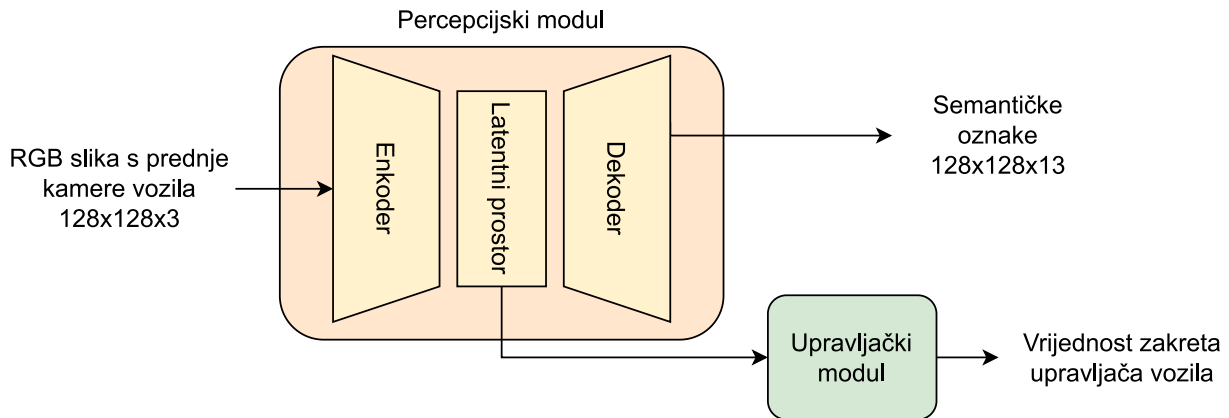 Percepcijski modul
RGB slika s prednje
kamere vozila
128x128x3
Enkoder
Latentni prostor
Dekoder
Semantičke
oznake
128x128x13
Upravljački
modul
Vrijednost zakreta
upravljača vozila